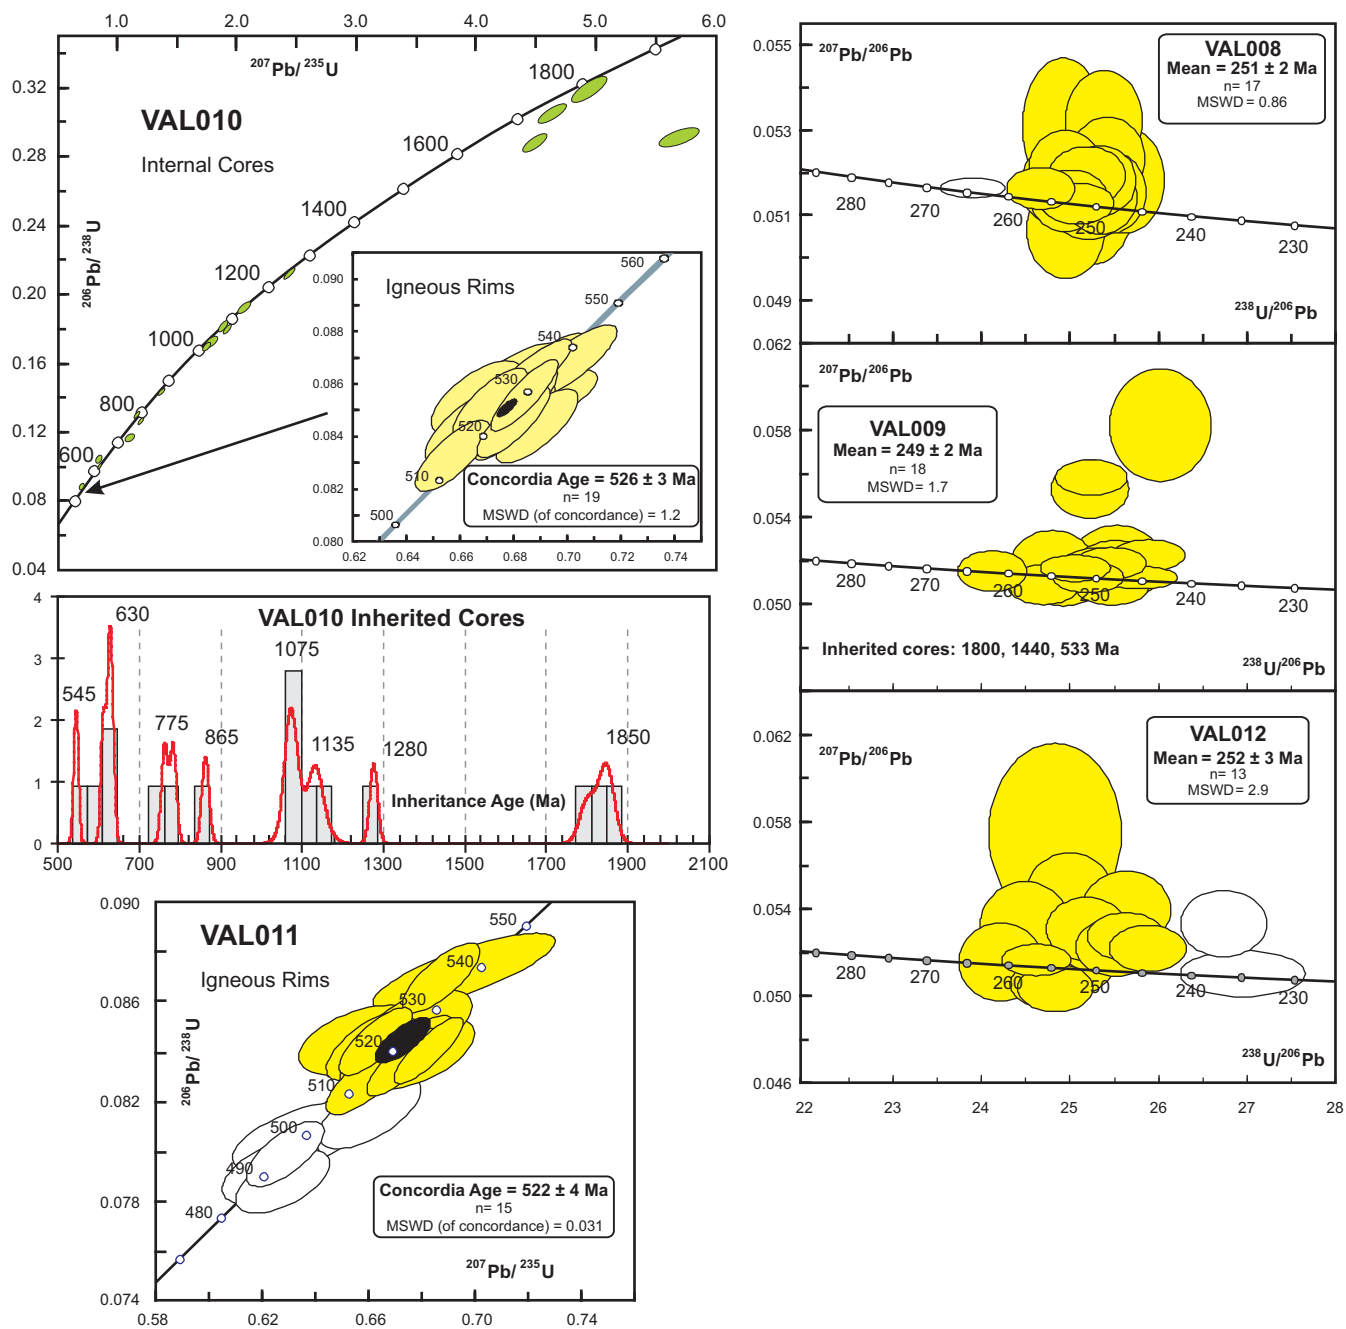 1.0 2.0 3.0 4.0 5.0 6.0
207Pb/ 235U
VAL010
Internal Cores
206Pb/ 238U
0.32
0.28
0.24
0.20
0.16
0.12
0.08
0.04
1800
1600
1400
1200
1000
800
600
Igneous Rims
0.090
0.088
0.086
0.084
0.082
0.080
560
550
540
530
520
510
500
Concordia Age = 526 ± 3 Ma
n= 19
MSWD (of concordance) = 1.2
0.62 0.64 0.66 0.68 0.70 0.72 0.74
VAL010 Inherited Cores
4
3
2
1
0
545
630
775
865
1075
1135
1280
1850
Inheritance Age (Ma)
500 700 900 1100 1300 1500 1700 1900 2100
VAL011
Igneous Rims
206Pb/ 238U
0.090
0.086
0.082
0.078
0.074
550
540
530
520
510
500
490
480
Concordia Age = 522 ± 4 Ma
n= 15
MSWD (of concordance) = 0.031
207Pb/ 235U
0.58 0.62 0.66 0.70 0.74
207Pb/206Pb
VAL008
Mean = 251 ± 2 Ma
n= 17
MSWD = 0.86
0.055
0.053
0.051
0.049
280 270 260 250 240 230
238U/206Pb
0.062
207Pb/206Pb
VAL009
Mean = 249 ± 2 Ma
n= 18
MSWD= 1.7
0.058
0.054
0.050
280 270 260 250 240 230
Inherited cores: 1800, 1440, 533 Ma
238U/206Pb
VAL012
Mean = 252 ± 3 Ma
n= 13
MSWD= 2.9
207Pb/206Pb
0.062
0.058
0.054
0.050
0.046
280 270 260 250 240 230
238U/206Pb
22 23 24 25 26 27 28